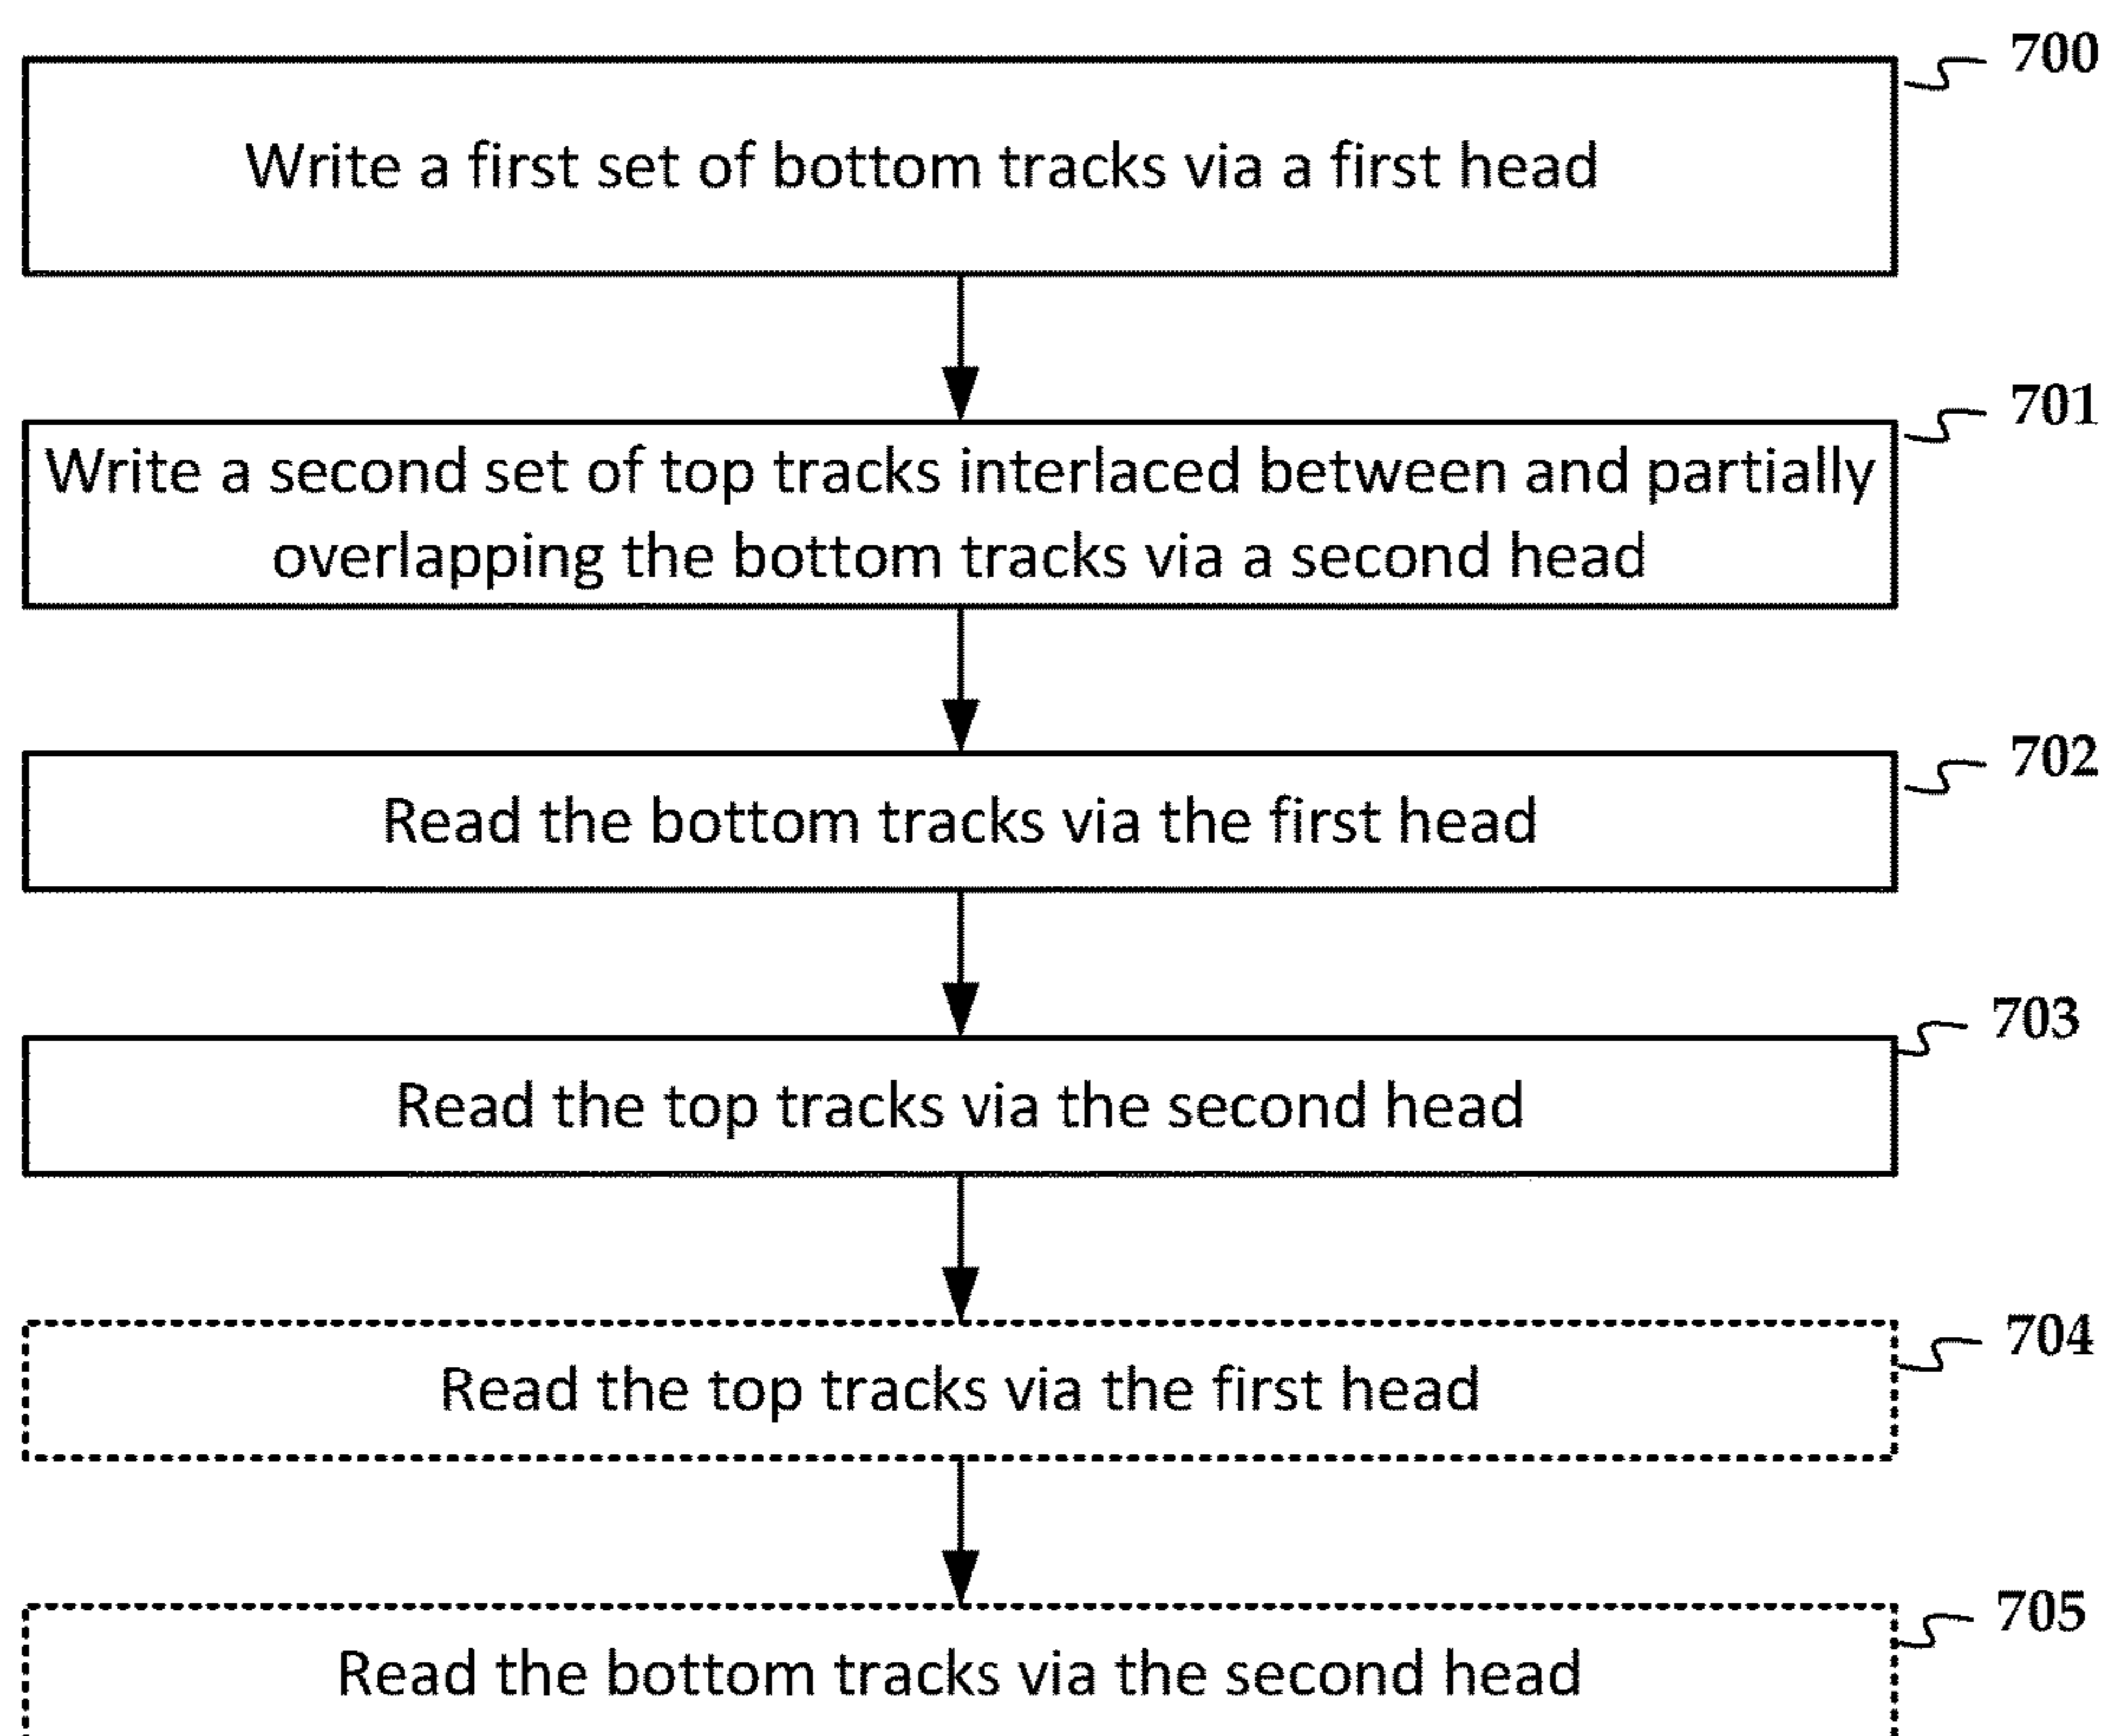 700
Write a first set of bottom tracks via a first head
701
Write a second set of top tracks interlaced between and partially
overlapping the bottom tracks via a second head
702
Read the bottom tracks via the first head
703
Read the top tracks via the second head
704
Read the top tracks via the first head
705
Read the bottom tracks via the second head